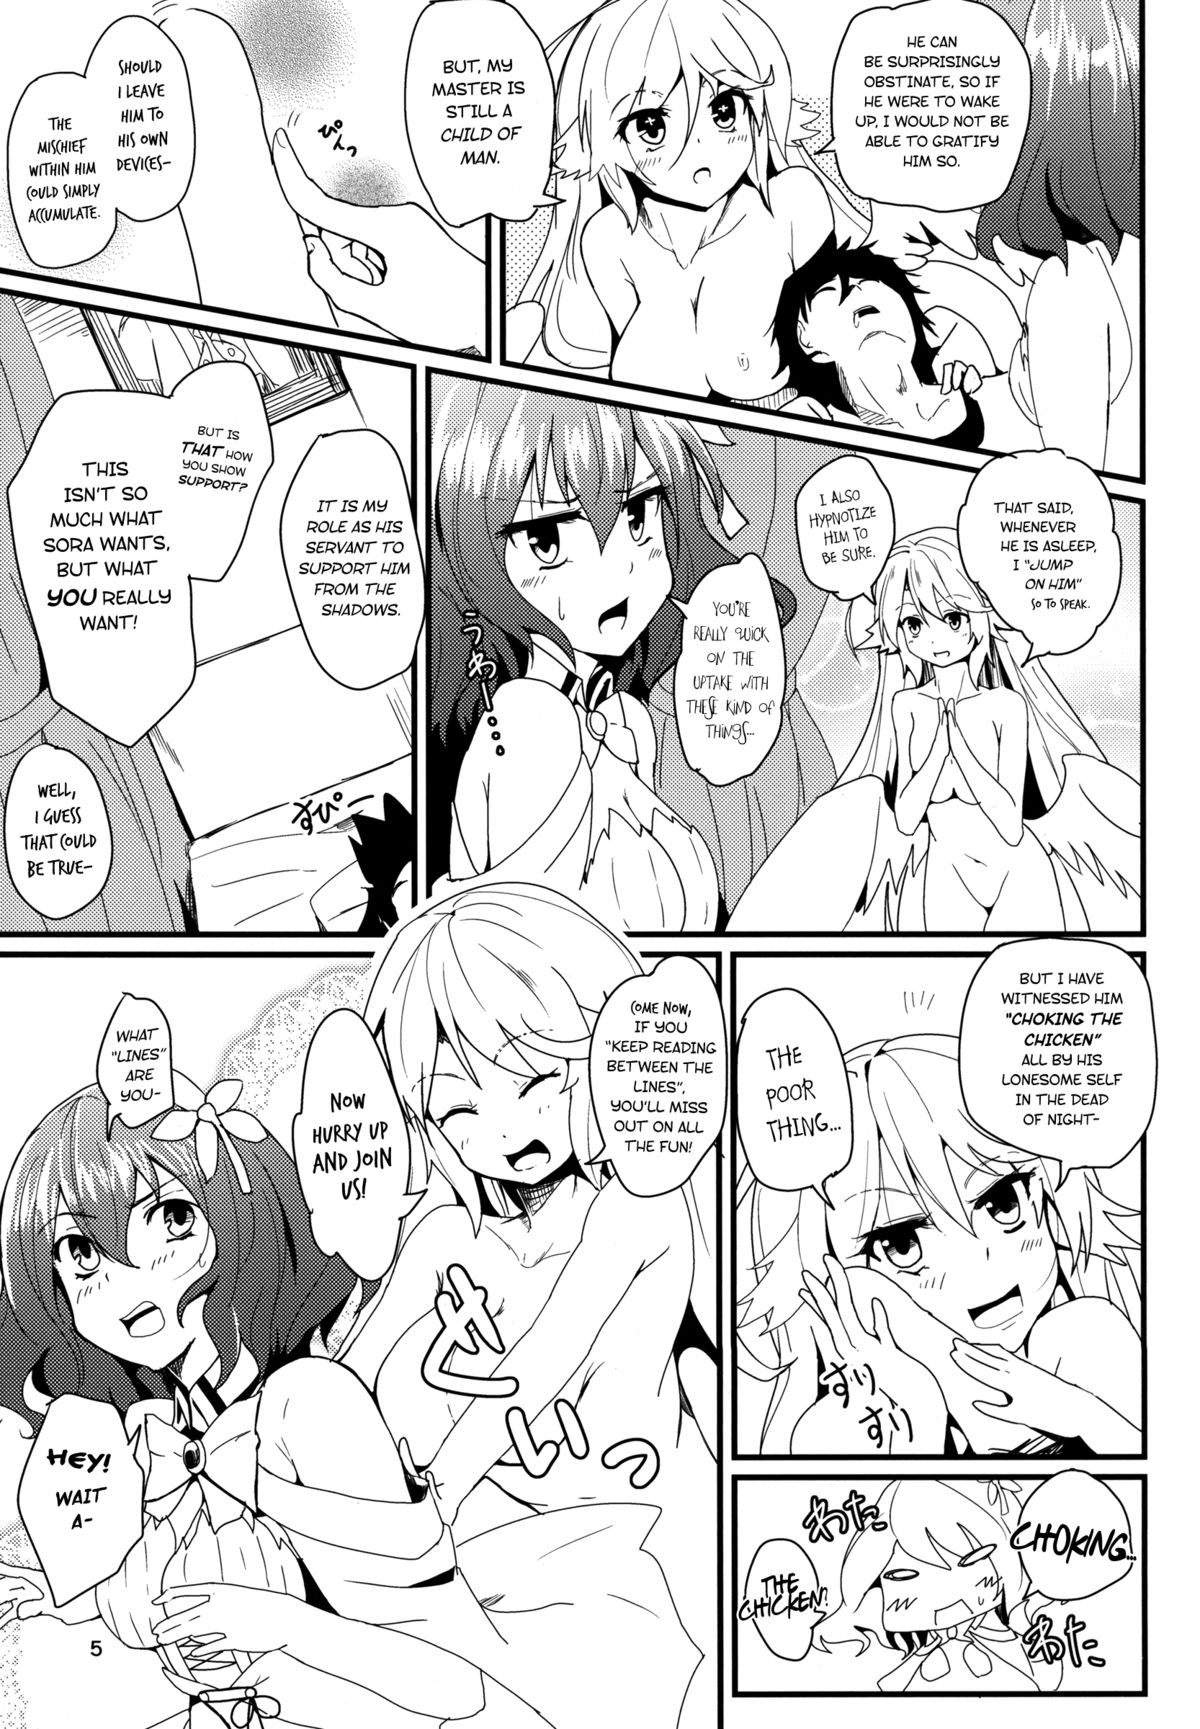 HE CAN
BE SURPRISINGLY
OBSTINATE, SO IF
HE WERE TO WAKE
UP, I WOULD NOT BE
ABLE TO GRATIFY
HIM SO.
BUT, MY
MASTER IS
STILL A
CHILD OF
MAN.
ぴィっ
SHOULD
I LEAVE
HIM TO
HIS OWN
DEVICES-
THE
MISCHIEF
WITHIN HIM
COULD SIMPLY
ACCUMULATE.
THAT SAID,
WHENEVER
HE IS ASLEEP,
I "JUMP
ON HIM"
SO TO SPEAK.
I ALSO
HYPNOTIZE
HIM TO
BE SURE.
YOU'RE
REALLY QUICK
ON THE
UPTAKE WITH
THESE KIND OF
THINGS...
うわー…
IT IS MY
ROLE AS HIS
SERVANT TO
SUPPORT HIM
FROM THE
SHADOWS.
BUT IS
THAT HOW
YOU SHOW
SUPPORT?
THIS
ISN'T SO
MUCH WHAT
SORA WANTS,
BUT WHAT
YOU REALLY
WANT!
すぴー
WELL,
I GUESS
THAT COULD
BE TRUE-
BUT I HAVE
WITNESSED HIM
"CHOKING THE
CHICKEN"
ALL BY HIS
LONESOME SELF
IN THE DEAD
OF NIGHT-
THE
POOR
THING...
すりすり
CHOKING...
THE
CHICKEN?
わた
わた
COME NOW,
IF YOU
"KEEP READING
BETWEEN THE
LINES",
YOU'LL MISS
OUT ON ALL
THE FUN!
NOW
HURRY UP
AND JOIN
US!
ぐいっ
WHAT
"LINES"
ARE
YOU-
HEY!
WAIT
A-
5